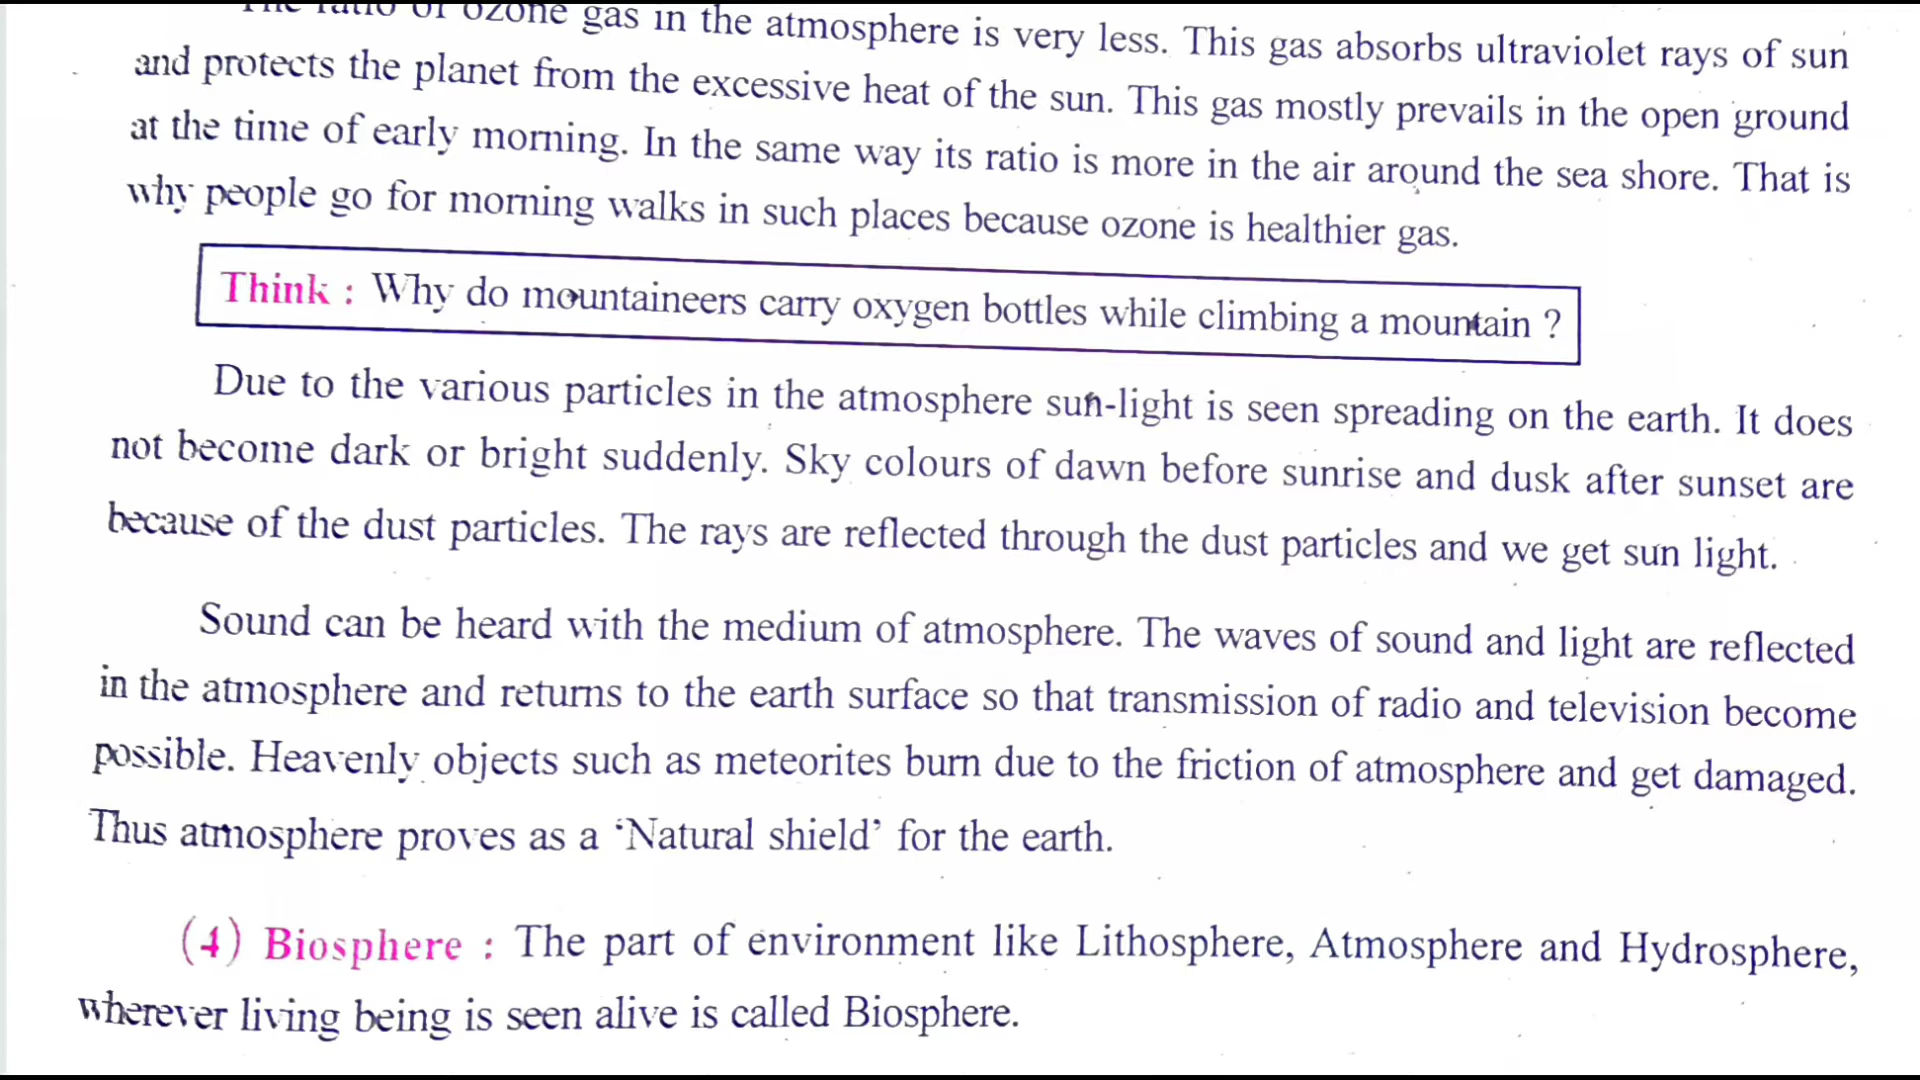 The ratio of ozone gas in the atmosphere is very less. This gas absorbs ultraviolet rays of sun
and protects the planet from the excessive heat of the sun. This gas mostly prevails in the open ground
at the time of early morning. In the same way its ratio is more in the air around the sea shore. That is
why people go for morning walks in such places because ozone is healthier gas.
Think : Why do mountaineers carry oxygen bottles while climbing a mountain ?
Due to the various particles in the atmosphere sun-light is seen spreading on the earth. It does
not become dark or bright suddenly. Sky colours of dawn before sunrise and dusk after sunset are
because of the dust particles. The rays are reflected through the dust particles and we get sun light.
Sound can be heard with the medium of atmosphere. The waves of sound and light are reflected
in the atmosphere and returns to the earth surface so that transmission of radio and television become
possible. Heavenly objects such as meteorites burn due to the friction of atmosphere and get damaged.
Thus atmosphere proves as a ‘Natural shield’ for the earth.
(4) Biosphere : The part of environment like Lithosphere, Atmosphere and Hydrosphere,
wherever living being is seen alive is called Biosphere.